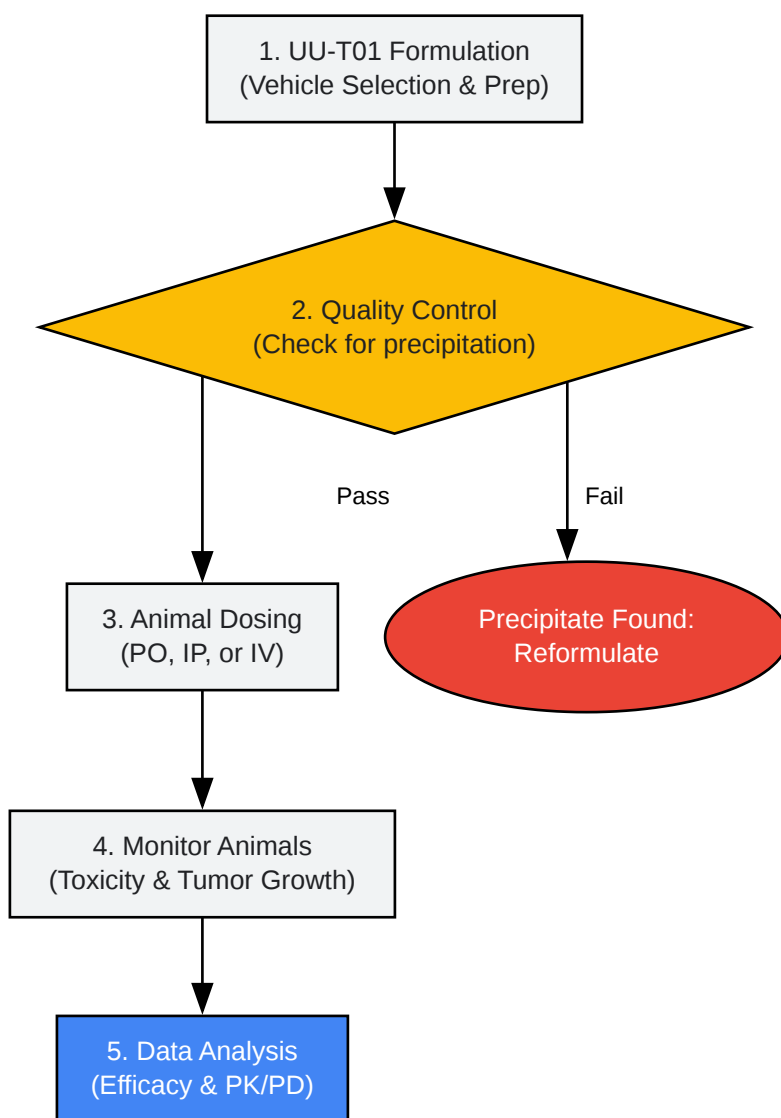 1. UU-T01 Formulation
(Vehicle Selection & Prep)
2. Quality Control
(Check for precipitation)
Pass
Fail
3. Animal Dosing
(PO, IP, or IV)
Precipitate Found:
Reformulate
4. Monitor Animals
(Toxicity & Tumor Growth)
5. Data Analysis
(Efficacy & PK/PD)